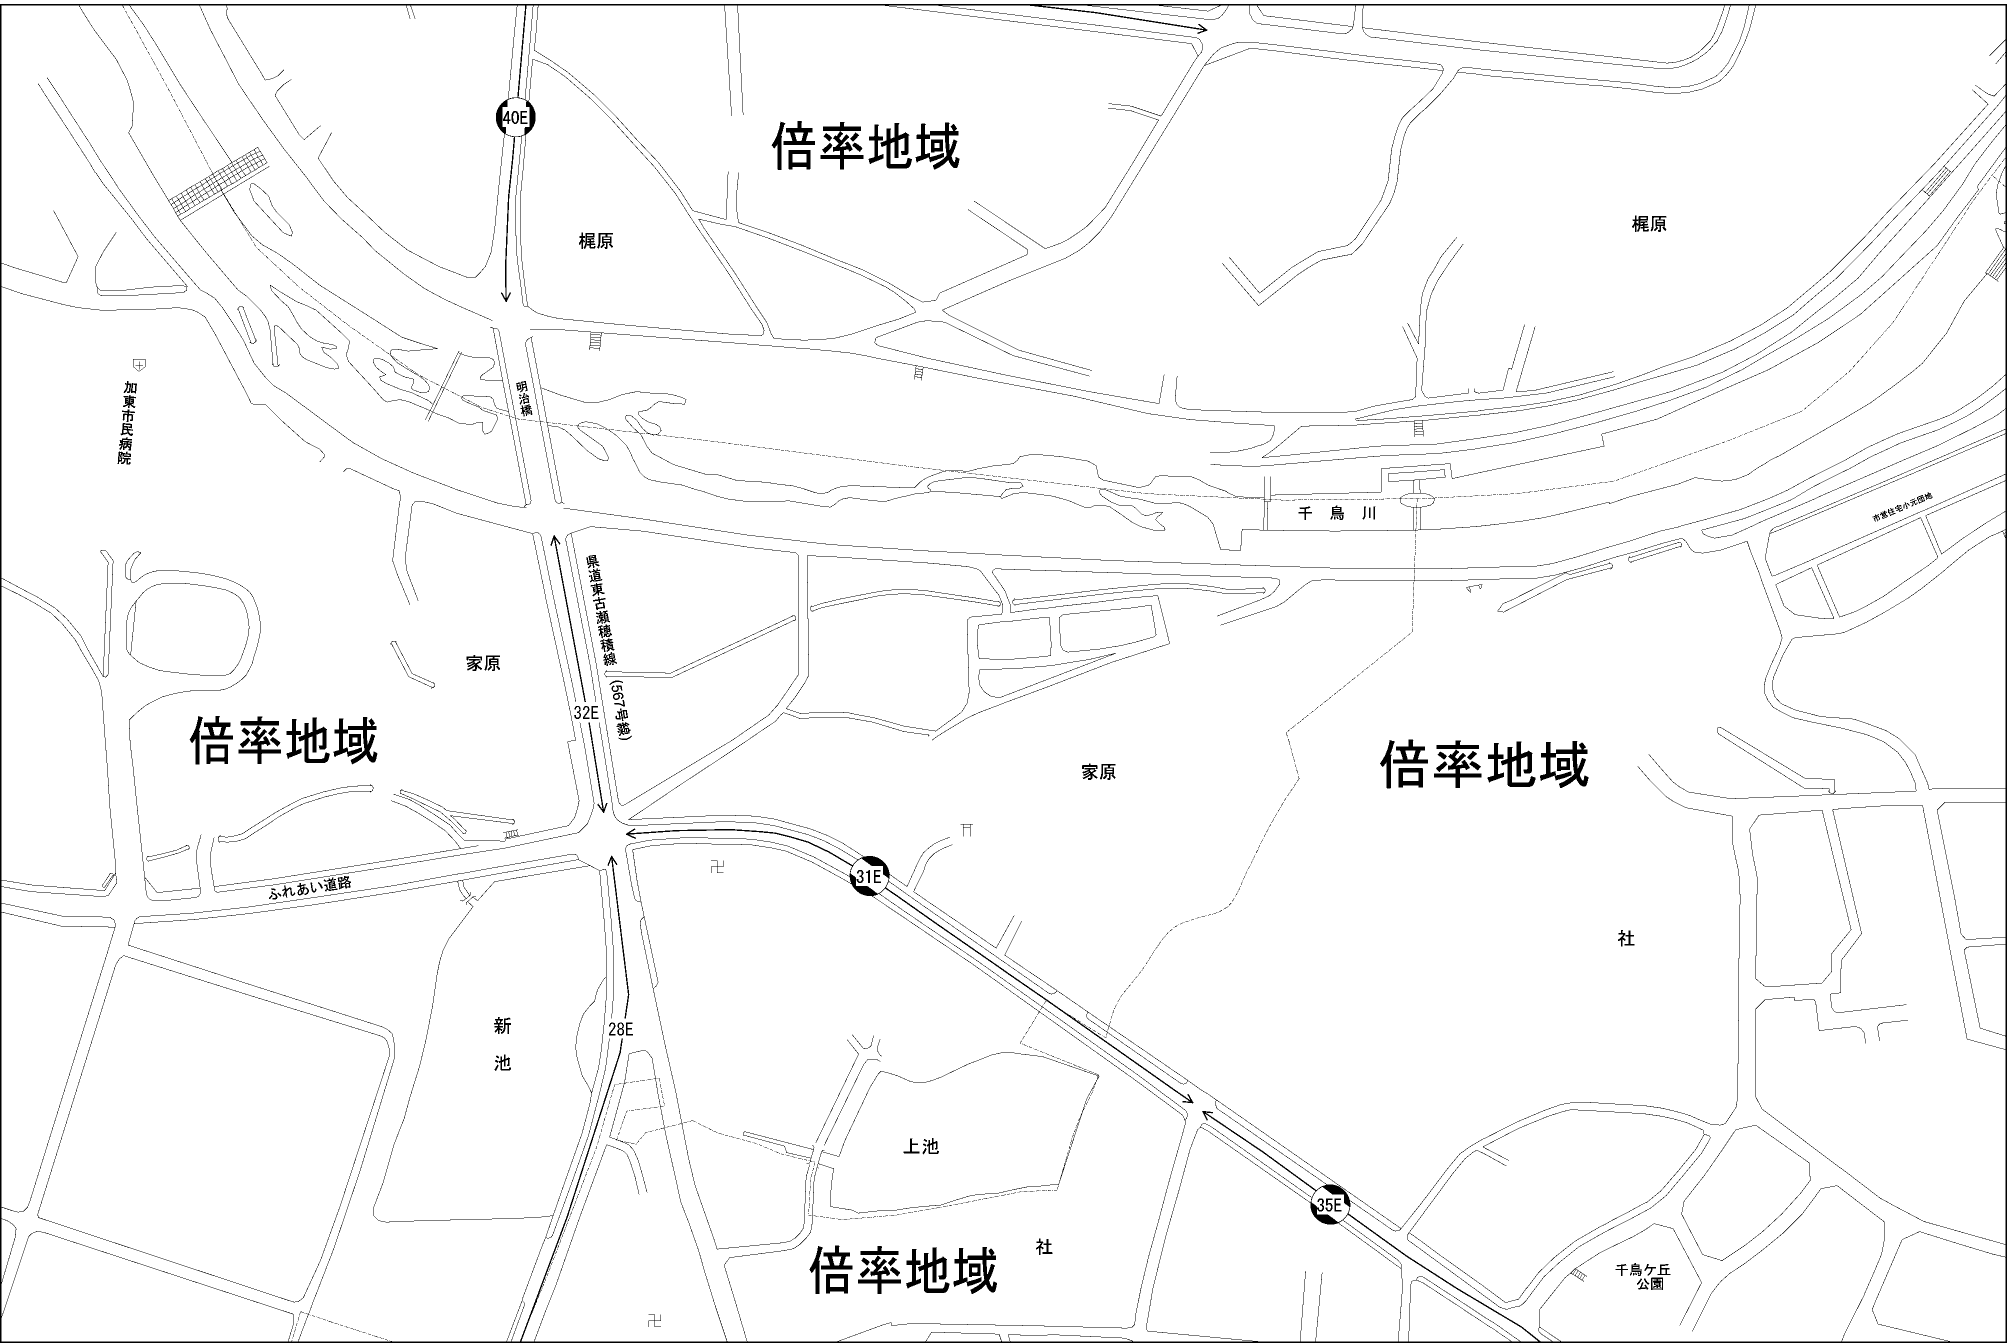 40E
倍率地域
梶原
梶原
加東市民病院
明治橋
千鳥川
市営住宅小元団地
県道東古瀬穂積線(567号線)
家原
32E
倍率地域
家原
倍率地域
31E
ふれあい道路
社
新池
28E
上池
35E
社
倍率地域
千鳥ケ丘
公園